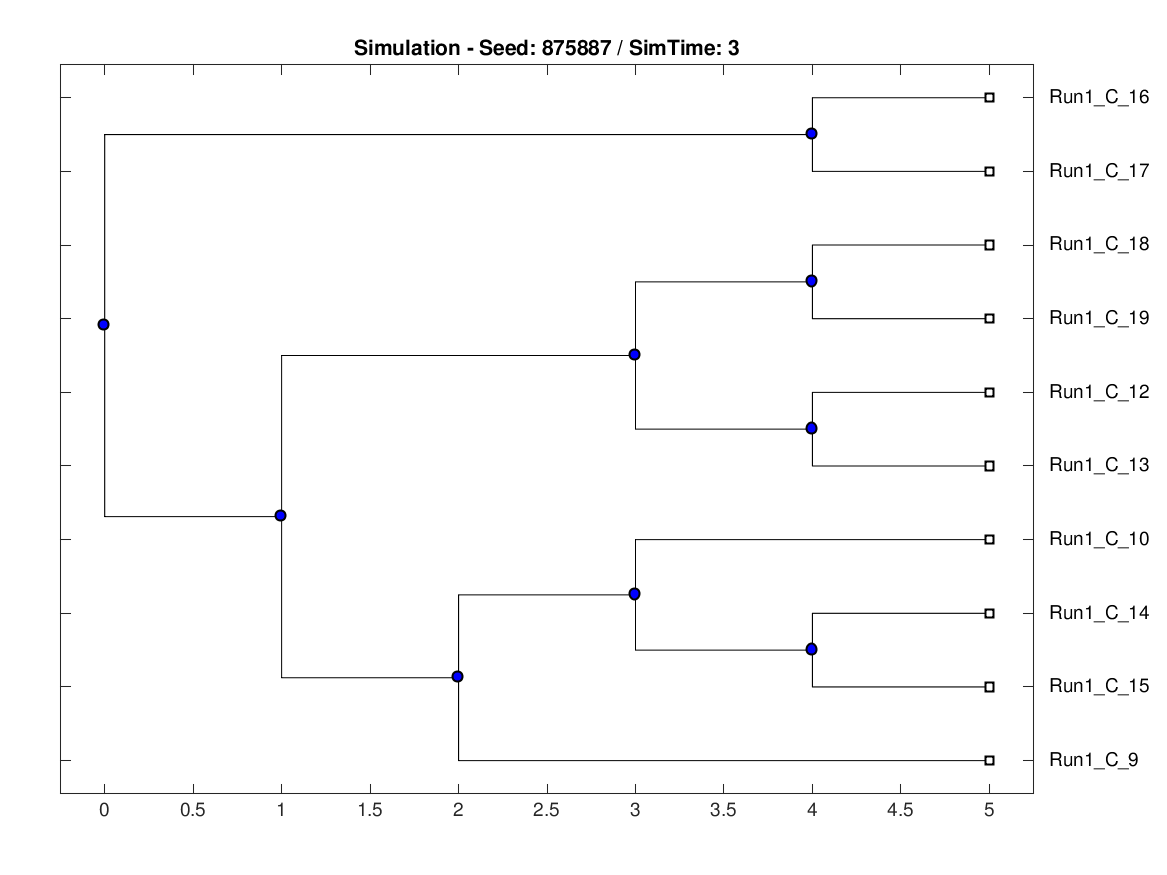 Simulation - Seed: 875887 / SimTime: 3
Run1_C_16
Run1_C_17
Run1_C_18
Run1_C_19
Run1_C_12
Run1_C_13
Run1_C_10
Run1_C_14
Run1_C_15
Run1_C_9
0 0.5 1 1.5 2 2.5 3 3.5 4 4.5 5